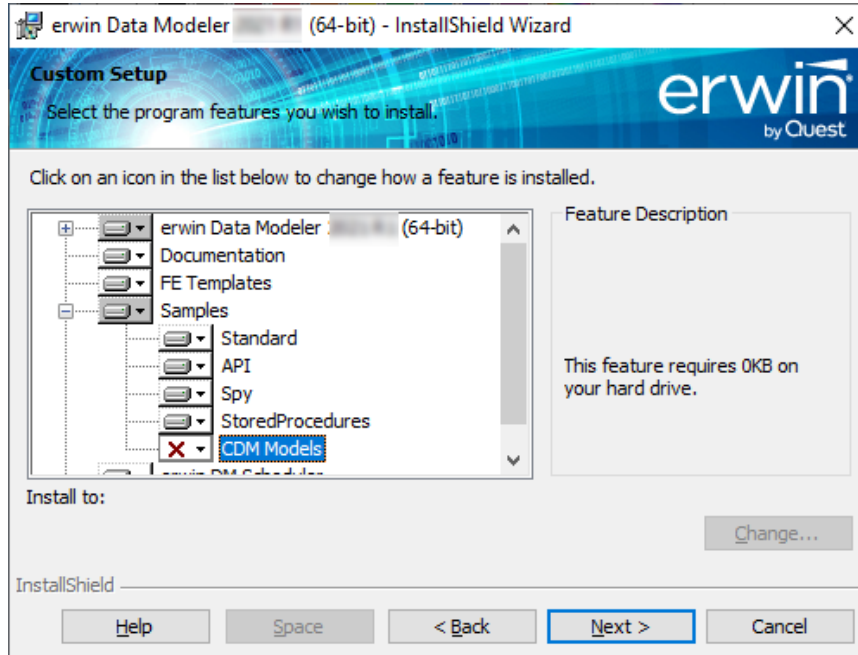 erwin Data Modeler (64-bit) - InstallShield Wizard
Custom Setup
Select the program features you wish to install.
erwin
by Quest
Click on an icon in the list below to change how a feature is installed.
erwin Data Modeler (64-bit)
Documentation
FE Templates
Samples
Standard
API
Spy
StoredProcedures
CDM Models
erwin DM Scheduler
Feature Description
This feature requires 0KB on
your hard drive.
Install to:
Change...
InstallShield
Help
Space
< Back
Next >
Cancel